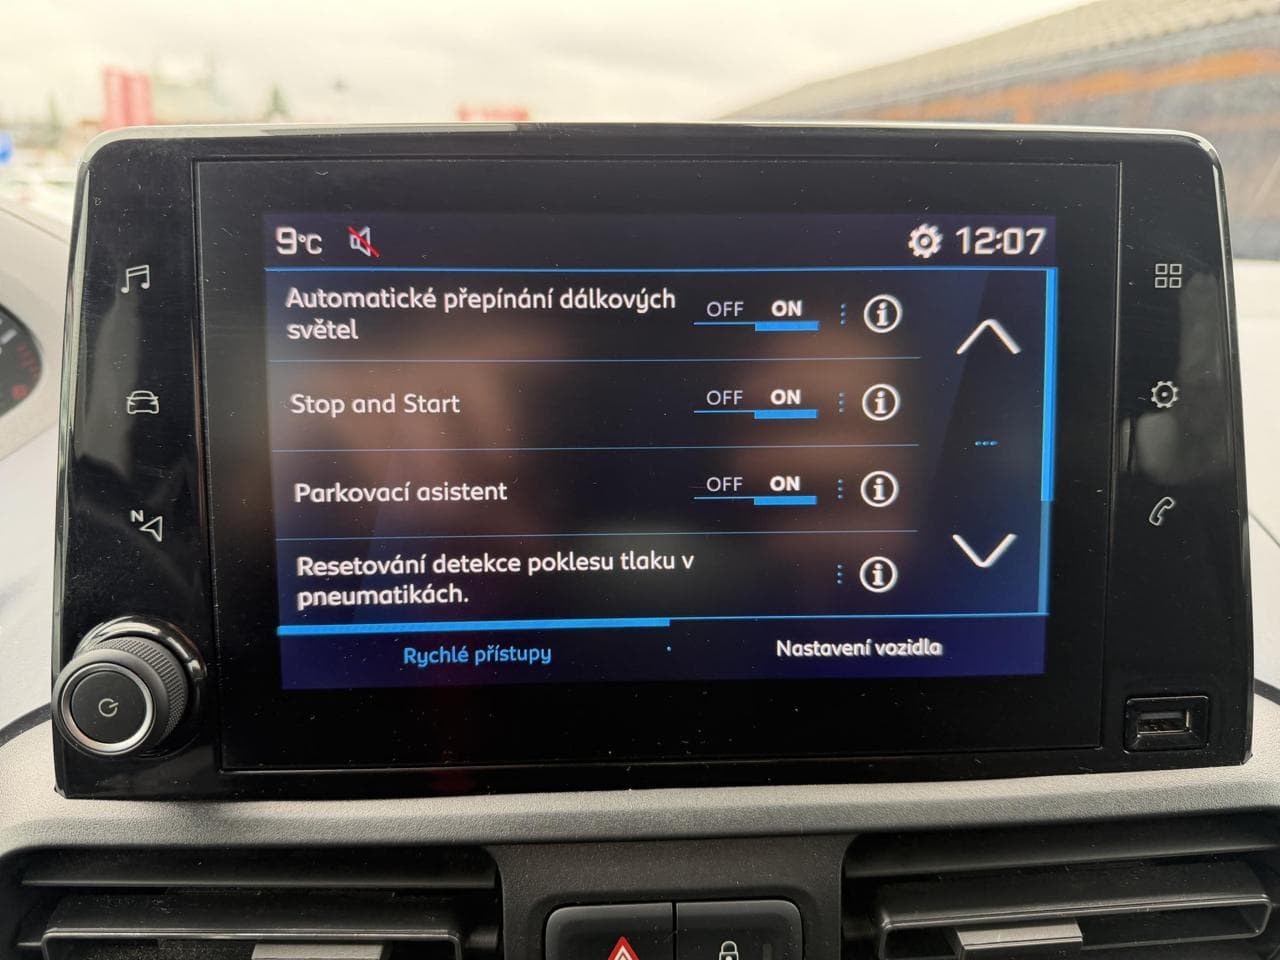 9°C
12:07
Automatické přepínání dálkových
světel
OFF ON
Stop and Start
OFF ON
Parkovací asistent
OFF ON
Resetování detekce poklesu tlaku v
pneumatikách.
Rychlé přístupy
Nastavení vozidla
N